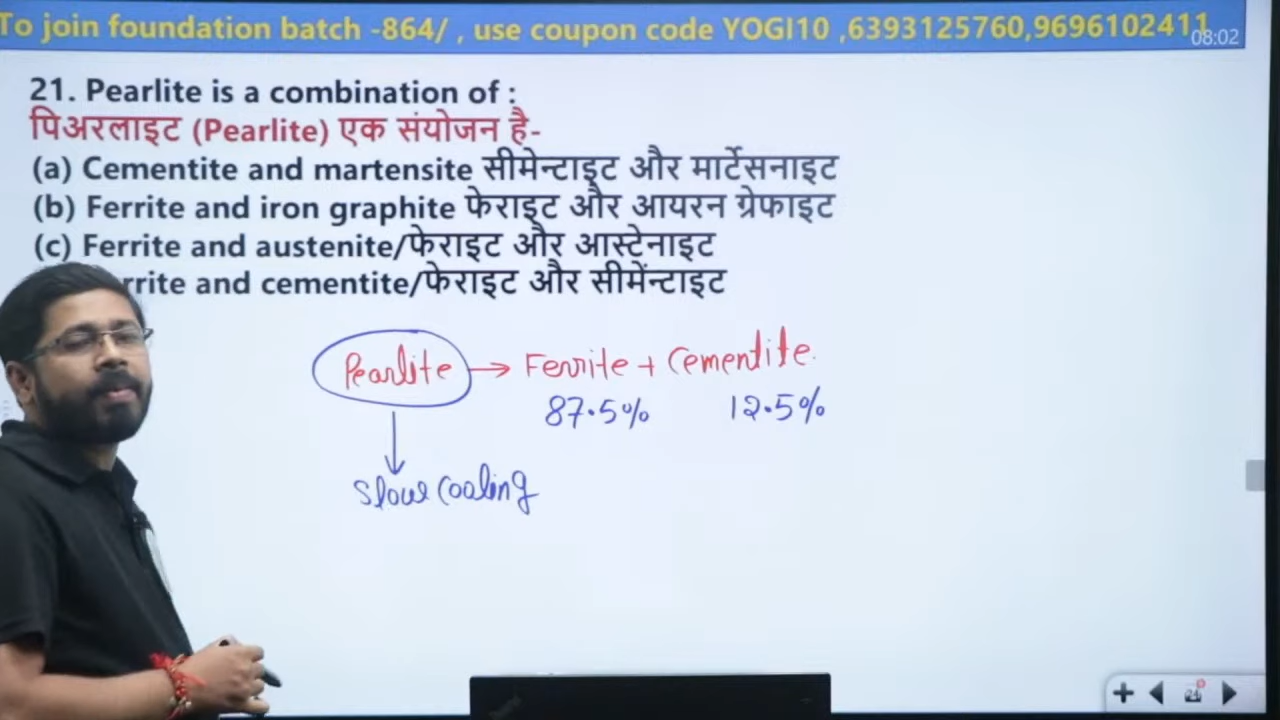 To join foundation batch -864/ , use coupon code YOGI10 ,6393125760,9696102411
08:02
21. Pearlite is a combination of :
पिअरलाइट (Pearlite) एक संयोजन है-
(a) Cementite and martensite सीमेन्टाइट और मार्टेसनाइट
(b) Ferrite and iron graphite फेराइट और आयरन ग्रेफाइट
(c) Ferrite and austenite/फेराइट और आस्टेनाइट
rrite and cementite/फेराइट और सीमेंन्टाइट
Pearlite → Ferrite + Cementite.
87.5% 12.5%
Slow cooling